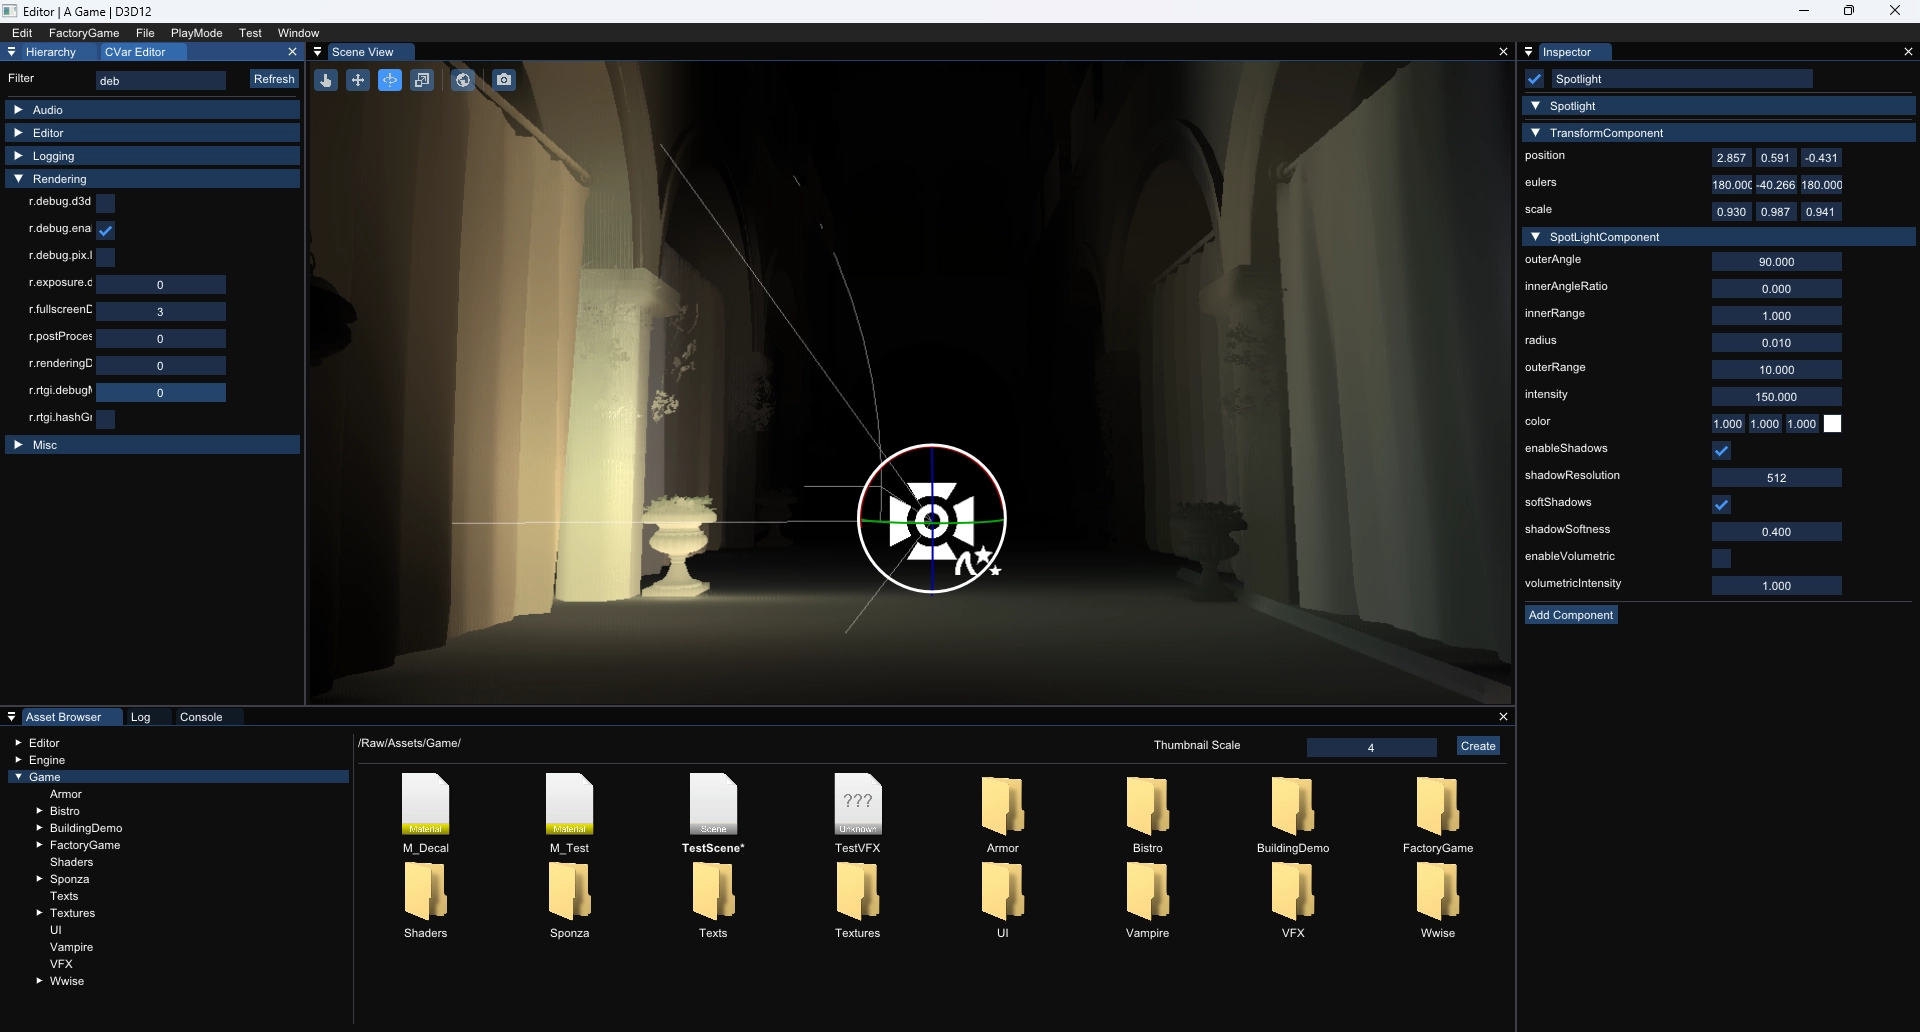 Editor | A Game | D3D12
Edit FactoryGame File PlayMode Test Window
Hierarchy CVar Editor
Filter deb Refresh
Audio
Editor
Logging
Rendering
r.debug.d3d
r.debug.ena
r.debug.pix.l
r.exposure.d 0
r.fullscreenD 3
r.postProces 0
r.renderingD 0
r.rtgi.debugM 0
r.rtgi.hashGr
Misc
Scene View
Inspector
Spotlight
Spotlight
TransformComponent
position 2.857 0.591 -0.431
eulers 180.000 -40.266 180.000
scale 0.930 0.987 0.941
SpotLightComponent
outerAngle 90.000
innerAngleRatio 0.000
innerRange 1.000
radius 0.010
outerRange 10.000
intensity 150.000
color 1.000 1.000 1.000
enableShadows
shadowResolution 512
softShadows
shadowSoftness 0.400
enableVolumetric
volumetricIntensity 1.000
Add Component
Asset Browser Log Console
Editor
Engine
Game
Armor
Bistro
BuildingDemo
FactoryGame
Shaders
Sponza
Texts
Textures
UI
Vampire
VFX
Wwise
/Raw/Assets/Game/ Thumbnail Scale 4 Create
Material Material Scene ??? Unknown
M_Decal M_Test TestScene* TestVFX Armor Bistro BuildingDemo FactoryGame
Shaders Sponza Texts Textures UI Vampire VFX Wwise